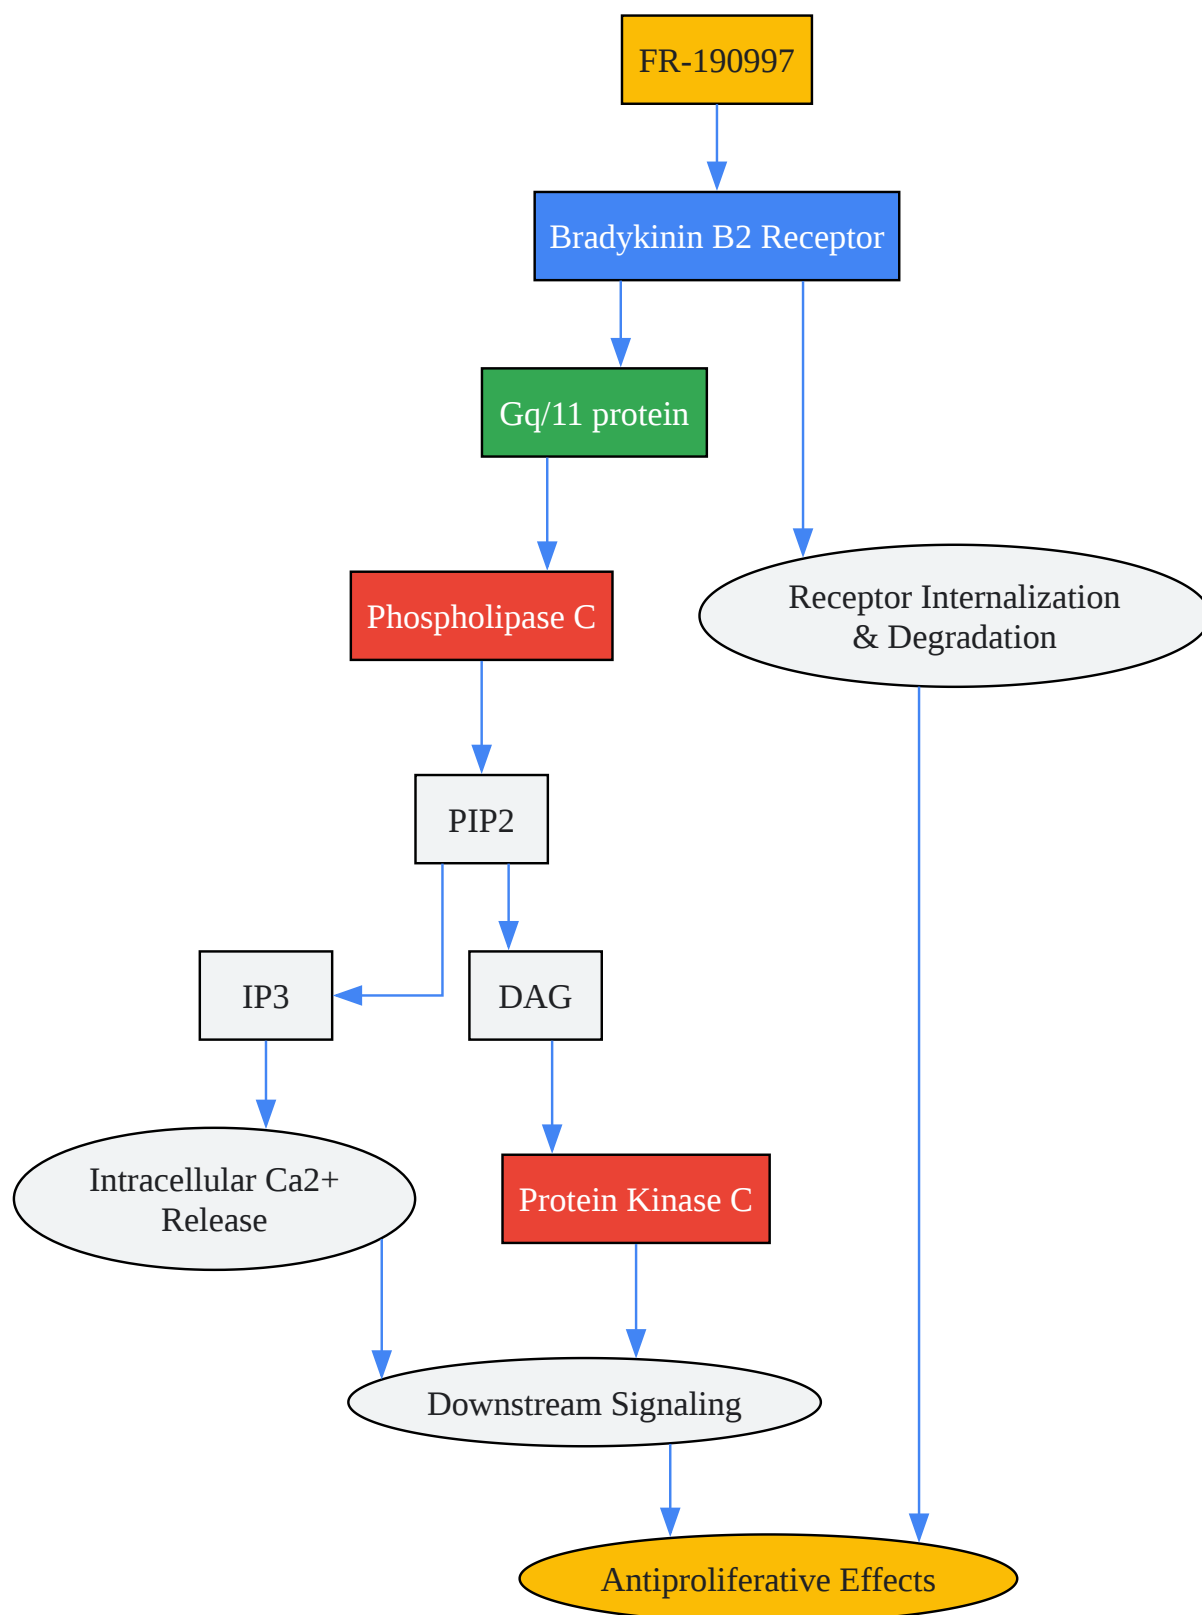 FR-190997
Bradykinin B2 Receptor
Gq/11 protein
Phospholipase C
Receptor Internalization
& Degradation
PIP2
IP3
DAG
Intracellular Ca2+
Release
Protein Kinase C
Downstream Signaling
Antiproliferative Effects